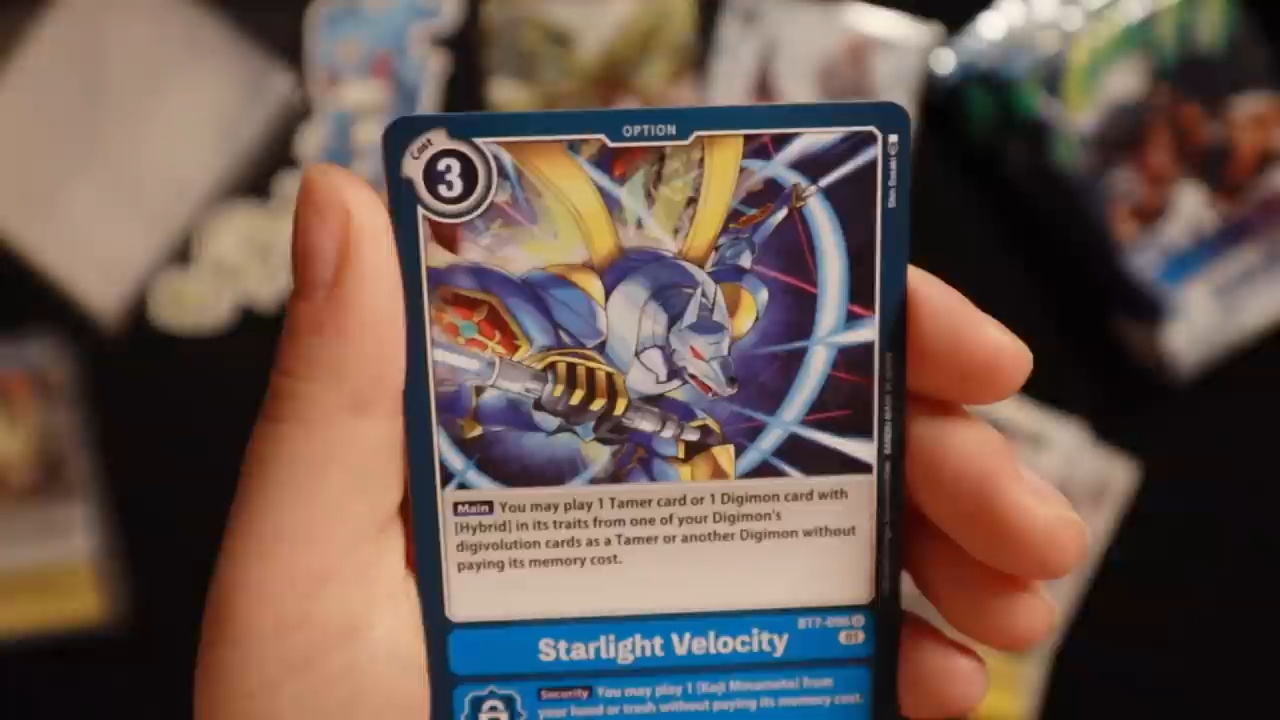 OPTION
Cost
3
Main You may play 1 Tamer card or 1 Digimon card with
[Hybrid] in its traits from one of your Digimon's
digivolution cards as a Tamer or another Digimon without
paying its memory cost.
BT7-096
Starlight Velocity
Security You may play 1 [Koji Minamoto] from
your hand or trash without paying its memory cost.